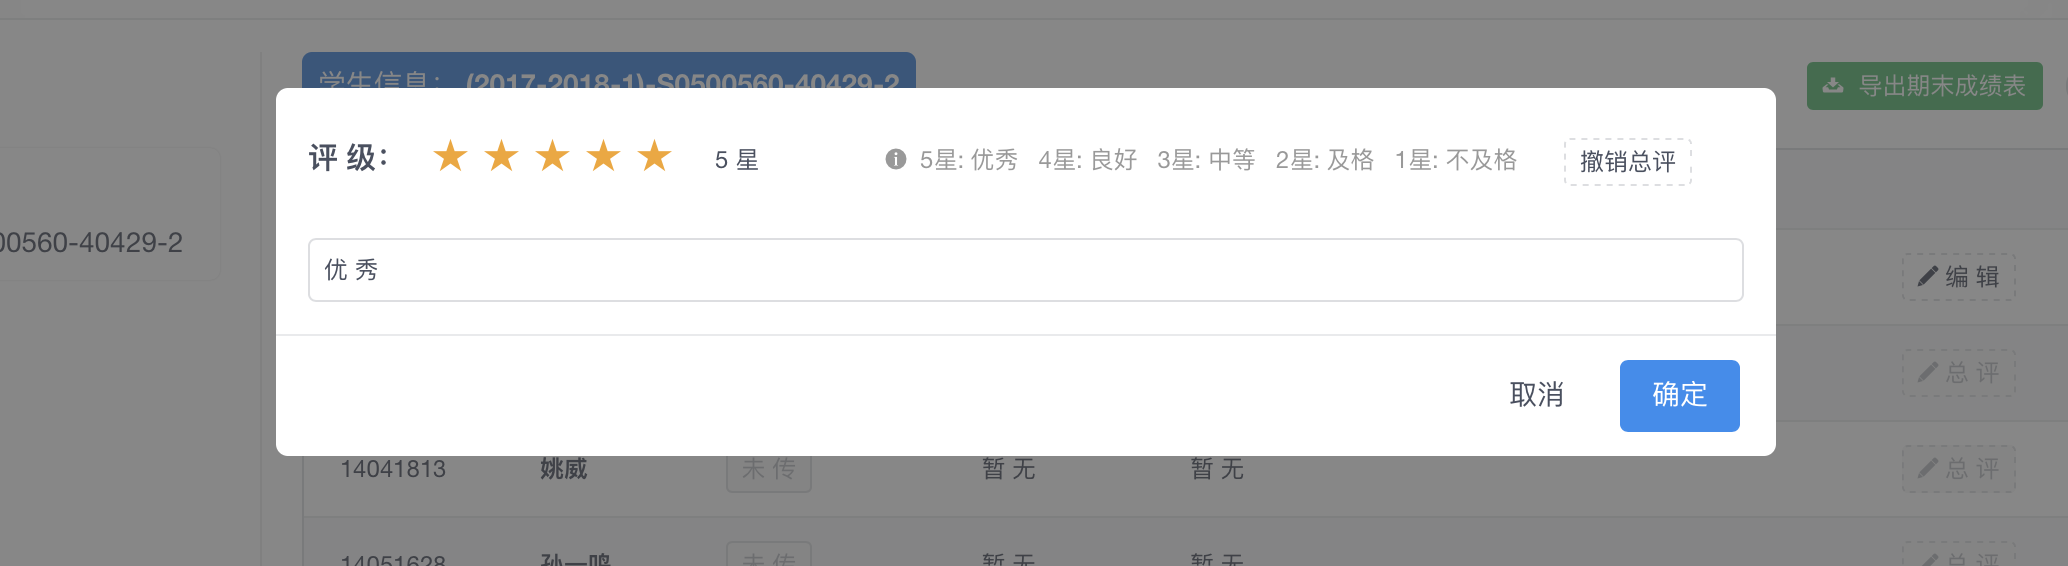 学生信息： (2017-2018-1)-S0500560-40429-2
导出期末成绩表
评 级：
5 星
5星: 优秀 4星: 良好 3星: 中等 2星: 及格 1星: 不及格
撤销总评
00560-40429-2
优 秀
编 辑
总 评
取消
确定
14041813 姚威 未 传 暂 无 暂 无 总 评
14051628 孙一鸣 未 传 暂 无 暂 无 总 评